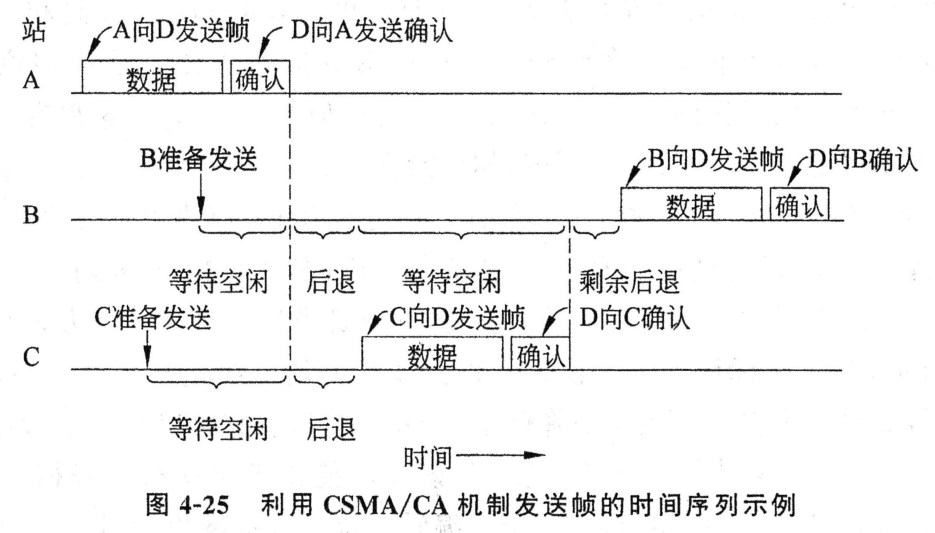 站
A向D发送帧 D向A发送确认
A 数据 确认
B准备发送 B向D发送帧 D向B确认
B 数据 确认
等待空闲 后退 等待空闲 剩余后退
C准备发送 C向D发送帧 D向C确认
C 数据 确认
等待空闲 后退
时间
图 4-25 利用 CSMA/CA 机制发送帧的时间序列示例